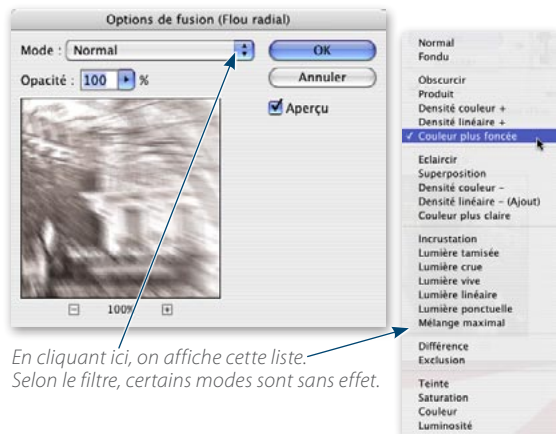 Options de fusion (Flou radial)
Mode : Normal
OK
Opacité : 100 %
Annuler
Aperçu
100%
En cliquant ici, on affiche cette liste.
Selon le filtre, certains modes sont sans effet.
Normal
Fondu
Obscurcir
Produit
Densité couleur +
Densité linéaire +
✓ Couleur plus foncée
Eclaircir
Superposition
Densité couleur –
Densité linéaire – (Ajout)
Couleur plus claire
Incrustation
Lumière tamisée
Lumière crue
Lumière vive
Lumière linéaire
Lumière ponctuelle
Mélange maximal
Différence
Exclusion
Teinte
Saturation
Couleur
Luminosité